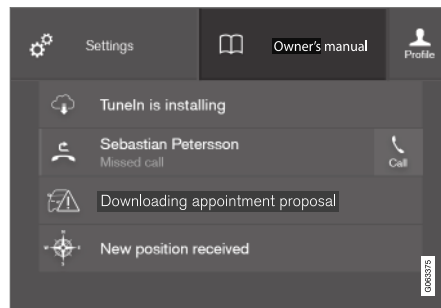 Settings
Owner's manual
Profile
TuneIn is installing
Sebastian Petersson
Missed call
Call
Downloading appointment proposal
New position received
G063375